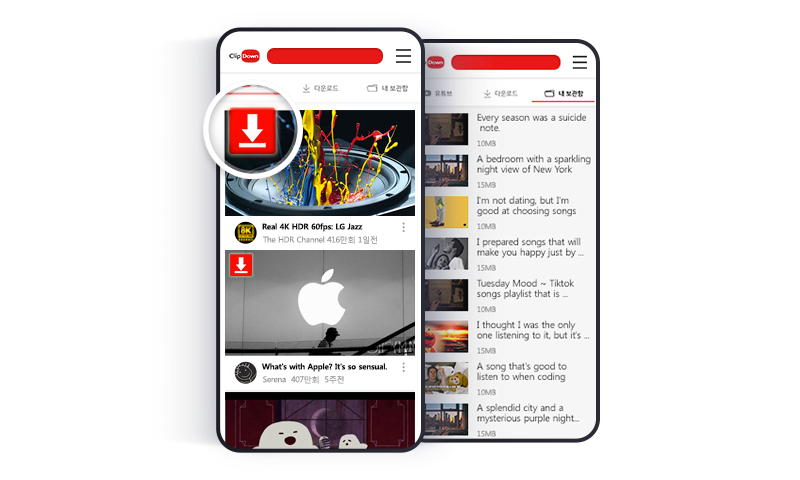 ClipDown
다운로드
내 보관함
8K
Real 4K HDR 60fps: LG Jazz
The HDR Channel 416만회 1일전
What's with Apple? It's so sensual.
Serena 407만회 5주전
Down
유튜브
다운로드
내 보관함
Every season was a suicide
note.
10MB
A bedroom with a sparkling
night view of New York
15MB
I'm not dating, but I'm
good at choosing songs
10MB
I prepared songs that will
make you happy just by ...
15MB
Tuesday Mood ~ Tiktok
songs playlist that is ...
10MB
I thought I was the only
one listening to it, but it's ...
15MB
A song that's good to
listen to when coding
10MB
A splendid city and a
mysterious purple night...
15MB